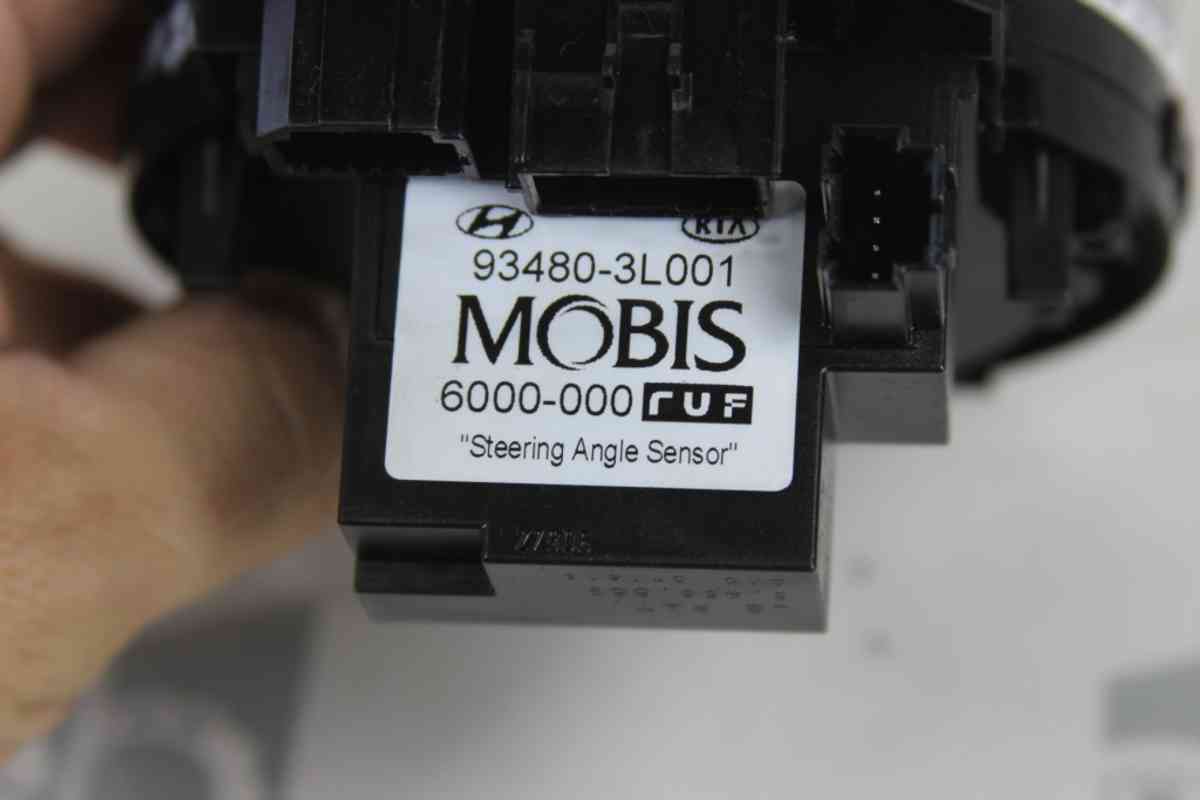 KIA
93480-3L001
MOBIS
6000-000 ruf
"Steering Angle Sensor"